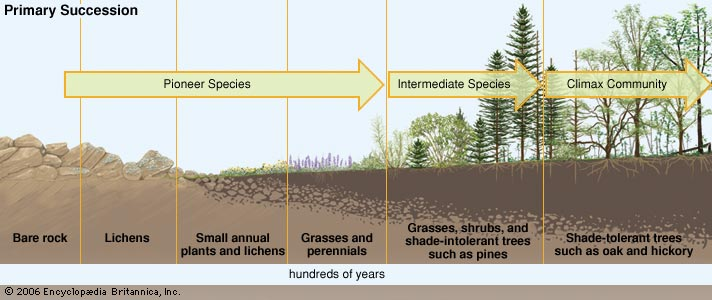 Primary Succession
Pioneer Species
Intermediate Species
Climax Community
Bare rock
Lichens
Small annual
plants and lichens
Grasses and
perennials
Grasses, shrubs, and
shade-intolerant trees
such as pines
Shade-tolerant trees
such as oak and hickory
hundreds of years
© 2006 Encyclopædia Britannica, Inc.